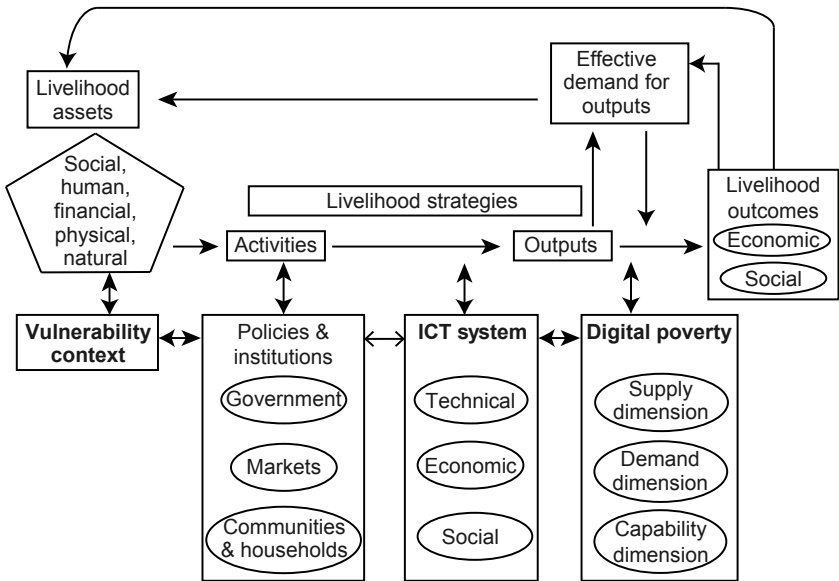 Livelihood
assets
Effective
demand for
outputs
Social,
human,
financial,
physical,
natural
Livelihood strategies
Activities
Outputs
Livelihood
outcomes
Economic
Social
Vulnerability
context
Policies &
institutions
Government
Markets
Communities
& households
ICT system
Technical
Economic
Social
Digital poverty
Supply
dimension
Demand
dimension
Capability
dimension